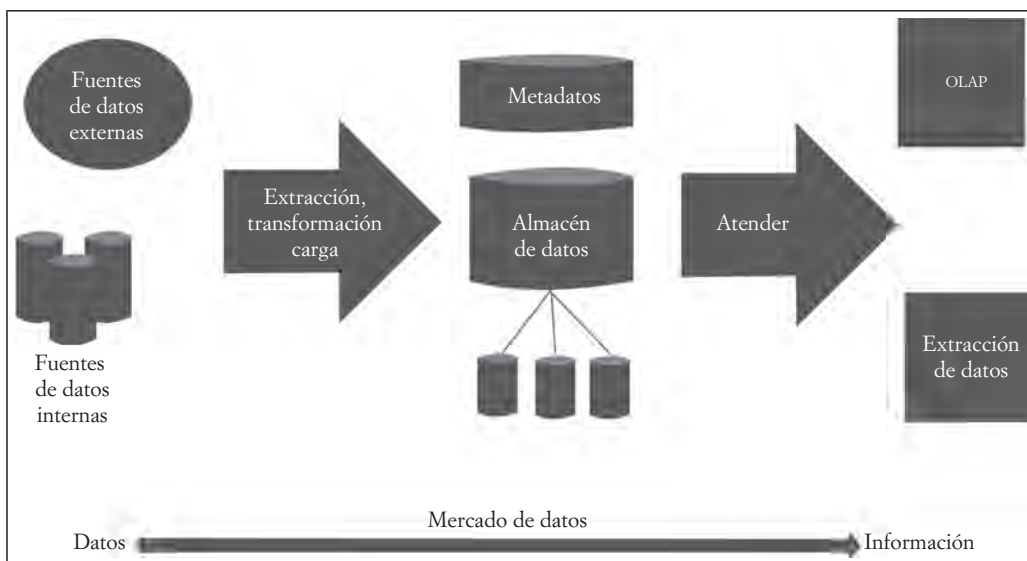 Fuentes
de datos
externas
Fuentes
de datos
internas
Extracción,
transformación
carga
Metadatos
Almacén
de datos
Atender
OLAP
Extracción
de datos
Mercado de datos
Datos
Información